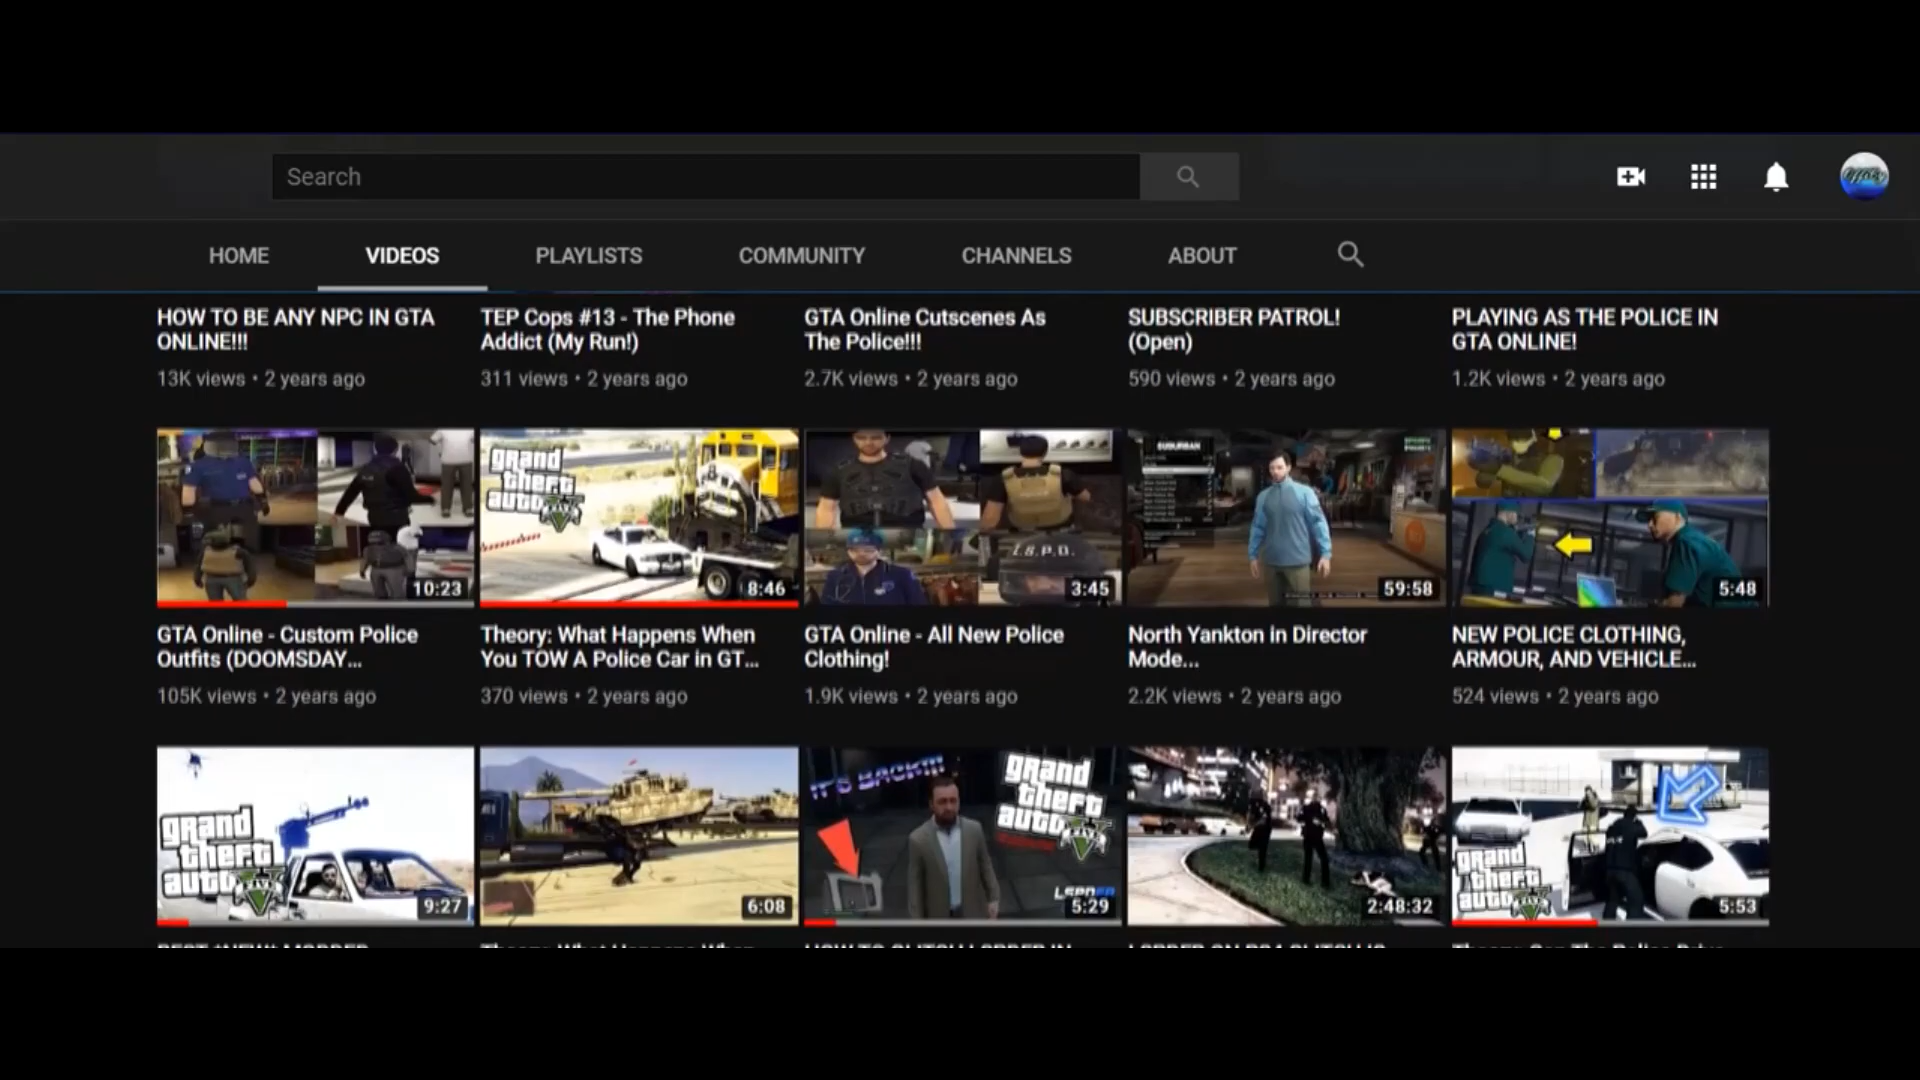 Search
HOME VIDEOS PLAYLISTS COMMUNITY CHANNELS ABOUT
HOW TO BE ANY NPC IN GTA
ONLINE!!!
13K views • 2 years ago
TEP Cops #13 - The Phone
Addict (My Run!)
311 views • 2 years ago
GTA Online Cutscenes As
The Police!!!
2.7K views • 2 years ago
SUBSCRIBER PATROL!
(Open)
590 views • 2 years ago
PLAYING AS THE POLICE IN
GTA ONLINE!
1.2K views • 2 years ago
10:23
GTA Online - Custom Police
Outfits (DOOMSDAY...
105K views • 2 years ago
grand
theft
auto
8:46
Theory: What Happens When
You TOW A Police Car in GT...
370 views • 2 years ago
L.S.P.D.
3:45
GTA Online - All New Police
Clothing!
1.9K views • 2 years ago
SUBURBAN
59:58
North Yankton in Director
Mode...
2.2K views • 2 years ago
5:48
NEW POLICE CLOTHING,
ARMOUR, AND VEHICLE...
524 views • 2 years ago
grand
theft
auto
9:27
6:08
IT'S BACK!!!!
grand
theft
auto
FIVE
LSPDFR
5:29
2:48:32
grand
theft
auto
5:53